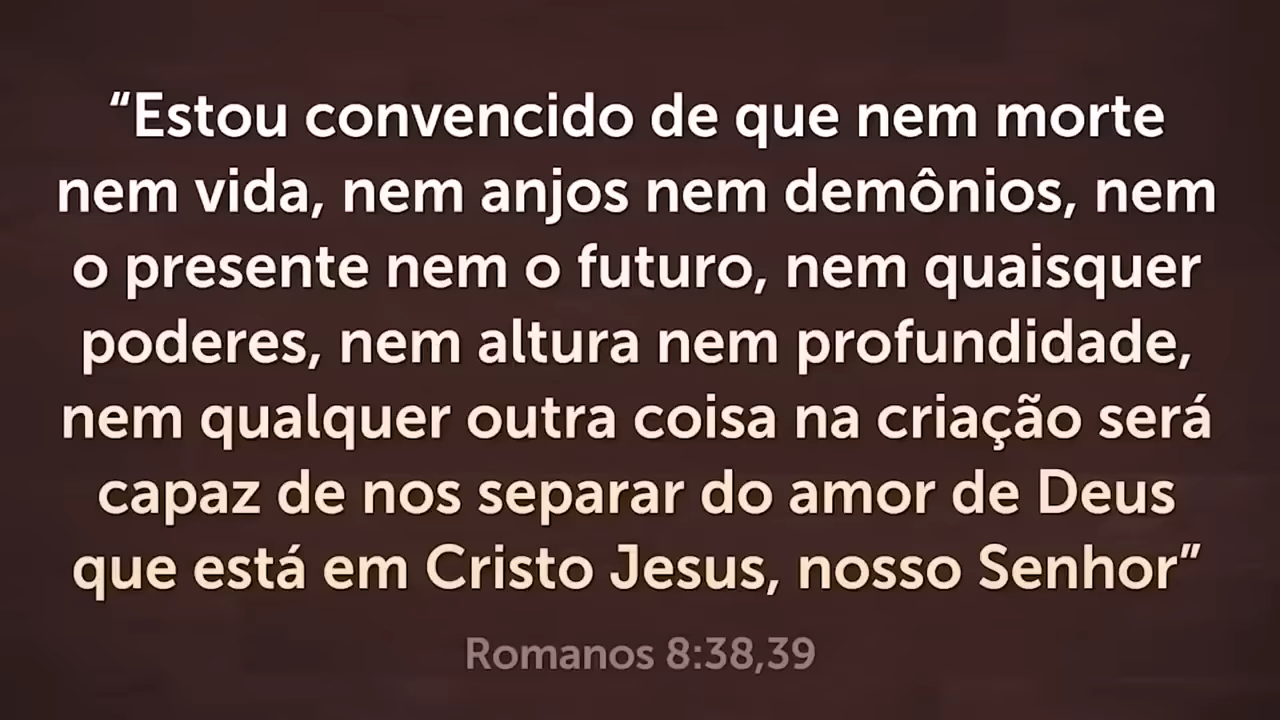 “Estou convencido de que nem morte
nem vida, nem anjos nem demônios, nem
o presente nem o futuro, nem quaisquer
poderes, nem altura nem profundidade,
nem qualquer outra coisa na criação será
capaz de nos separar do amor de Deus
que está em Cristo Jesus, nosso Senhor”
Romanos 8:38,39